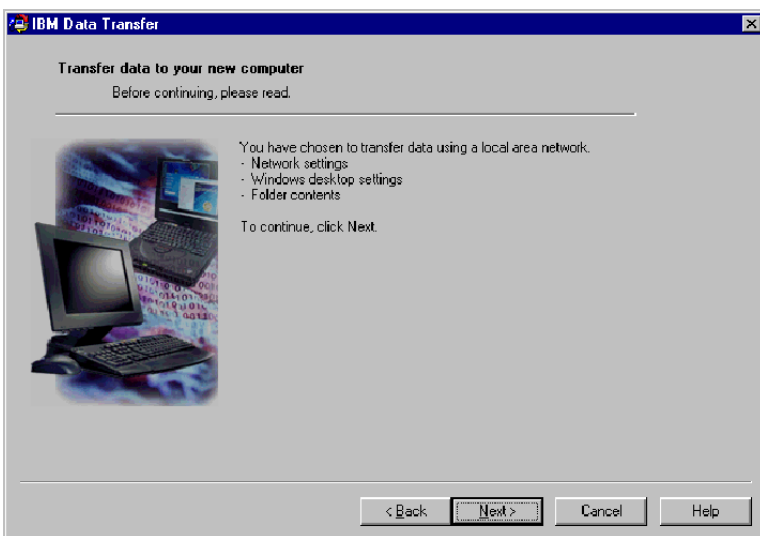 IBM Data Transfer
Transfer data to your new computer
Before continuing, please read.
You have chosen to transfer data using a local area network.
- Network settings
- Windows desktop settings
- Folder contents
To continue, click Next.
< Back
Next >
Cancel
Help